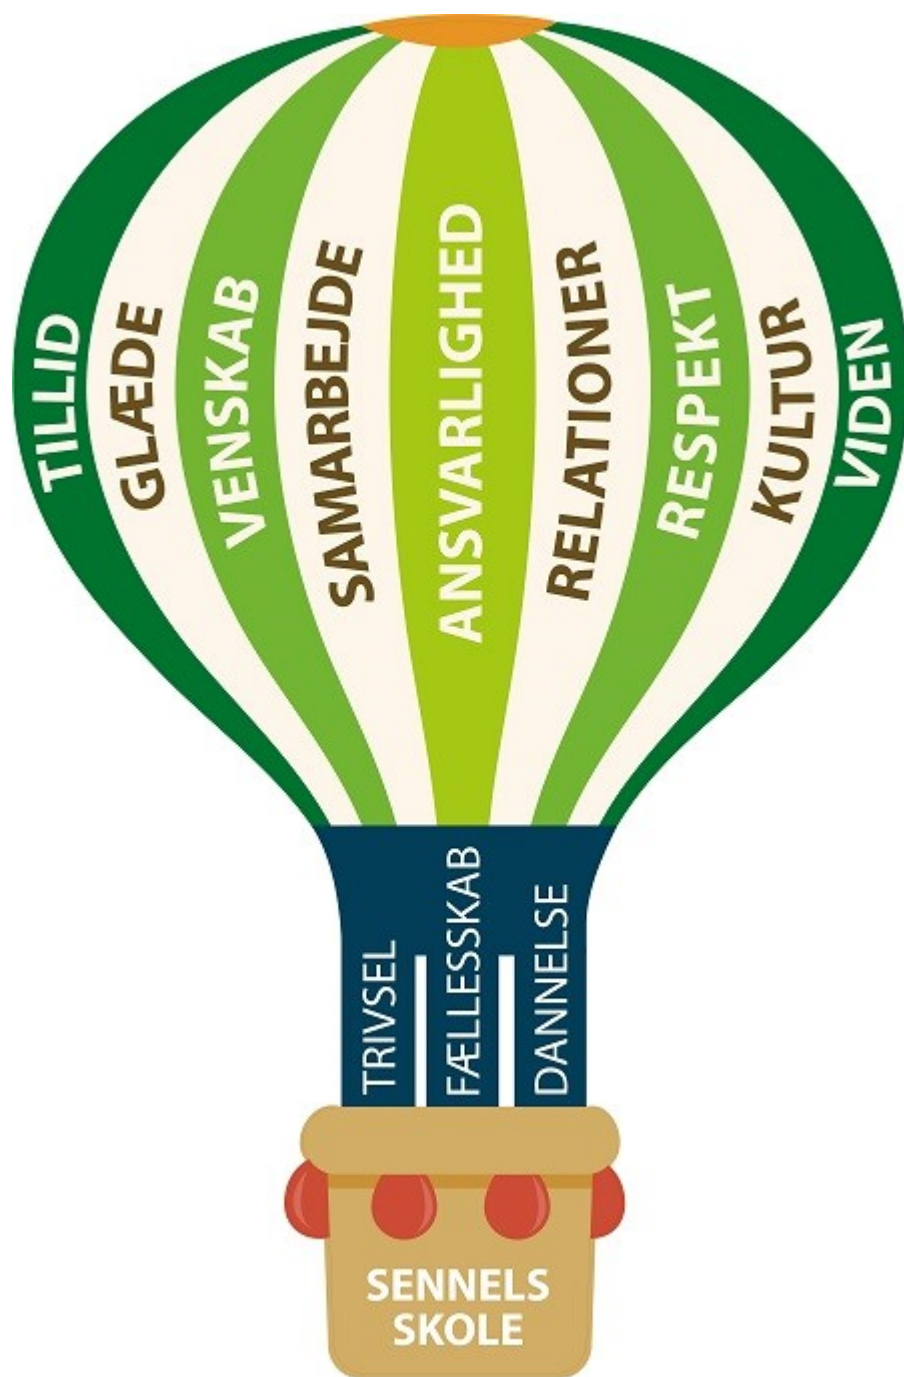 TILLID
GLÆDE
VENSKAB
SAMARBEJDE
ANSVARLIGHED
RELATIONER
RESPEKT
KULTUR
VIDEN
TRIVSEL
FÆLLESSKAB
DANNELSE
SENNELS
SKOLE